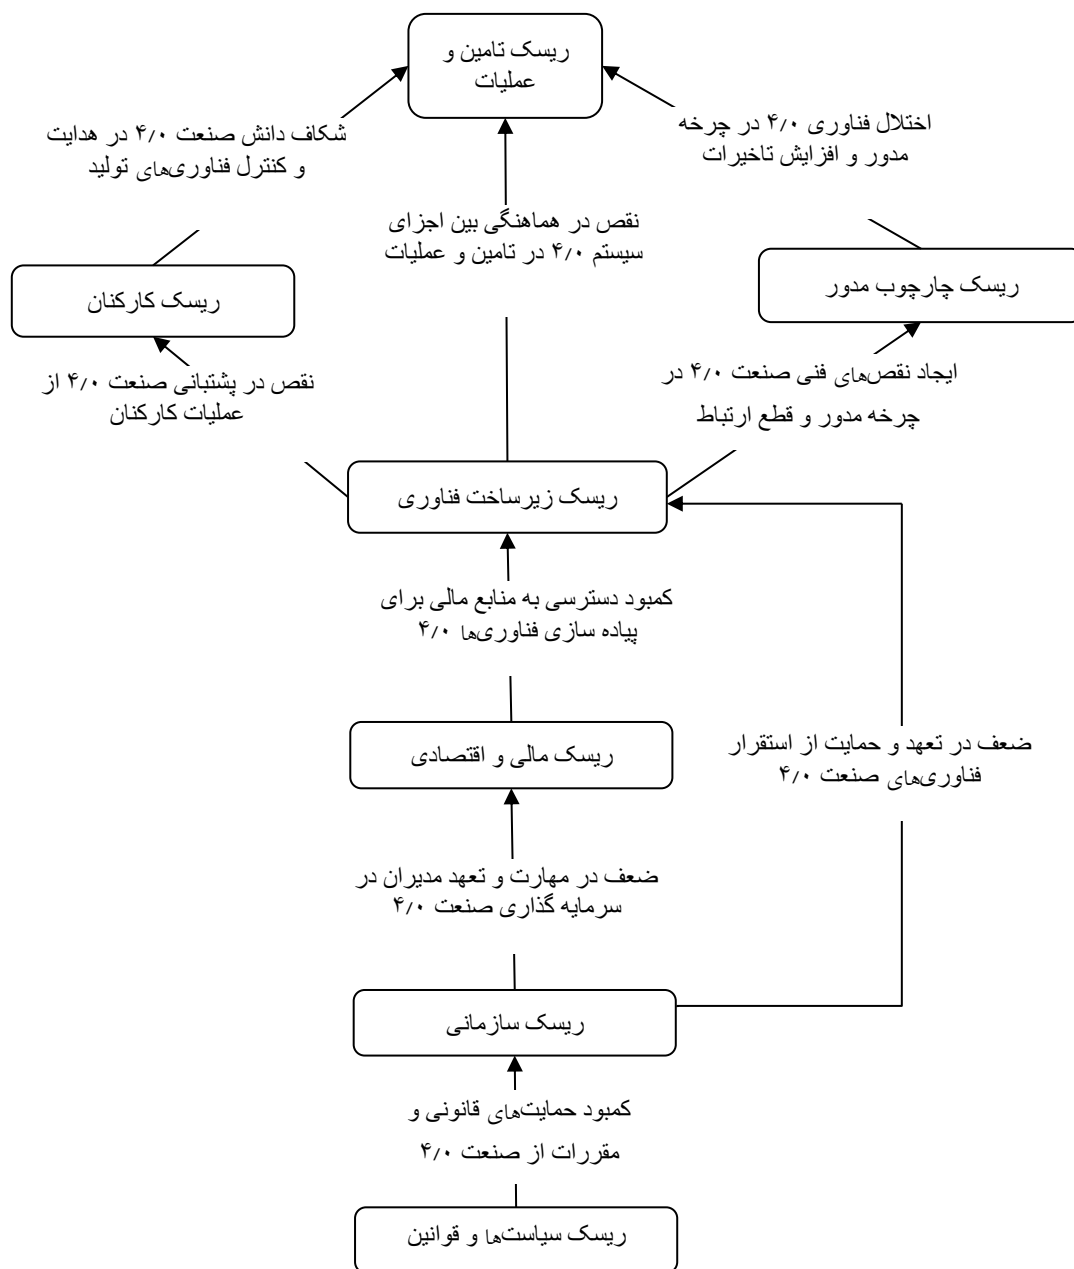 ریسک تامین و
عملیات
شکاف دانش صنعت ۴/۰ در هدایت
و کنترل فناوری‌های تولید
نقص در هماهنگی بین اجزای
سیستم ۴/۰ در تامین و عملیات
اختلال فناوری ۴/۰ در چرخه
مدور و افزایش تاخیرات
ریسک کارکنان
ریسک چارچوب مدور
نقص در پشتبانی صنعت ۴/۰ از
عملیات کارکنان
ایجاد نقص‌های فنی صنعت ۴/۰ در
چرخه مدور و قطع ارتباط
ریسک زیرساخت فناوری
کمبود دسترسی به منابع مالی برای
پیاده سازی فناوری‌ها ۴/۰
ریسک مالی و اقتصادی
ضعف در تعهد و حمایت از استقرار
فناوری‌های صنعت ۴/۰
ضعف در مهارت و تعهد مدیران در
سرمایه گذاری صنعت ۴/۰
ریسک سازمانی
کمبود حمایت‌های قانونی و
مقررات از صنعت ۴/۰
ریسک سیاست‌ها و قوانین